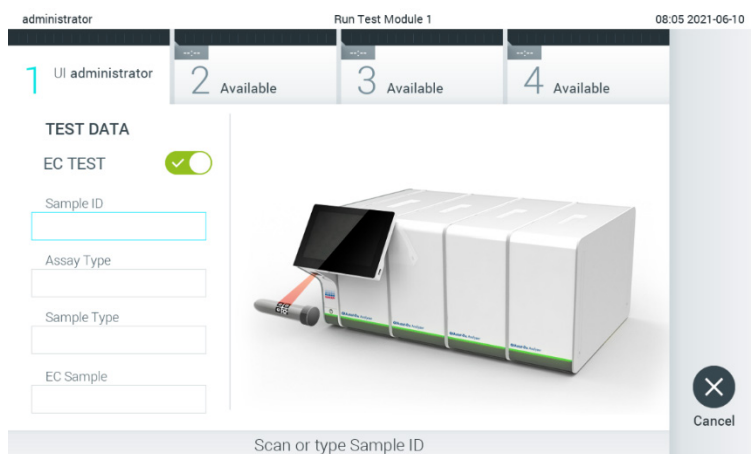 administrator Run Test Module 1 08:05 2021-06-10
--:-- --:-- --:--
1 UI administrator 2 Available 3 Available 4 Available
TEST DATA
EC TEST
Sample ID
Assay Type
Sample Type
EC Sample
Cancel
Scan or type Sample ID